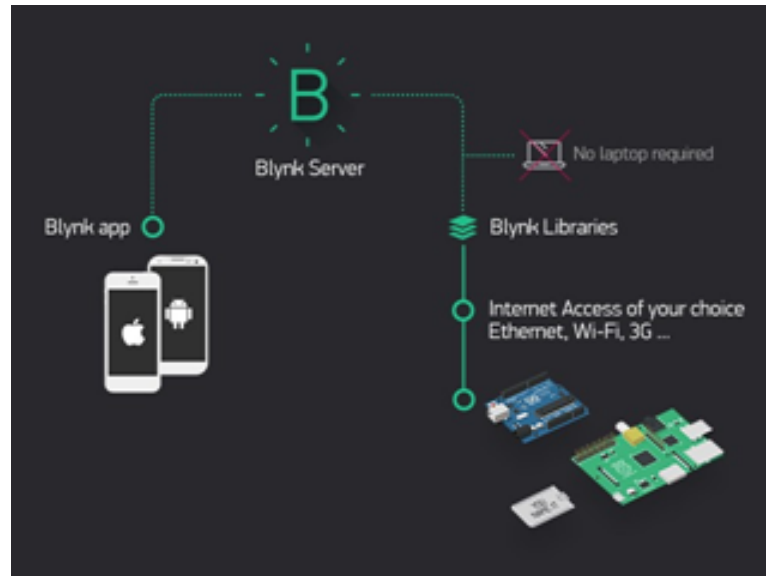 B
Blynk Server
No laptop required
Blynk app
Blynk Libraries
Internet Access of your choice
Ethernet, Wi-Fi, 3G ...